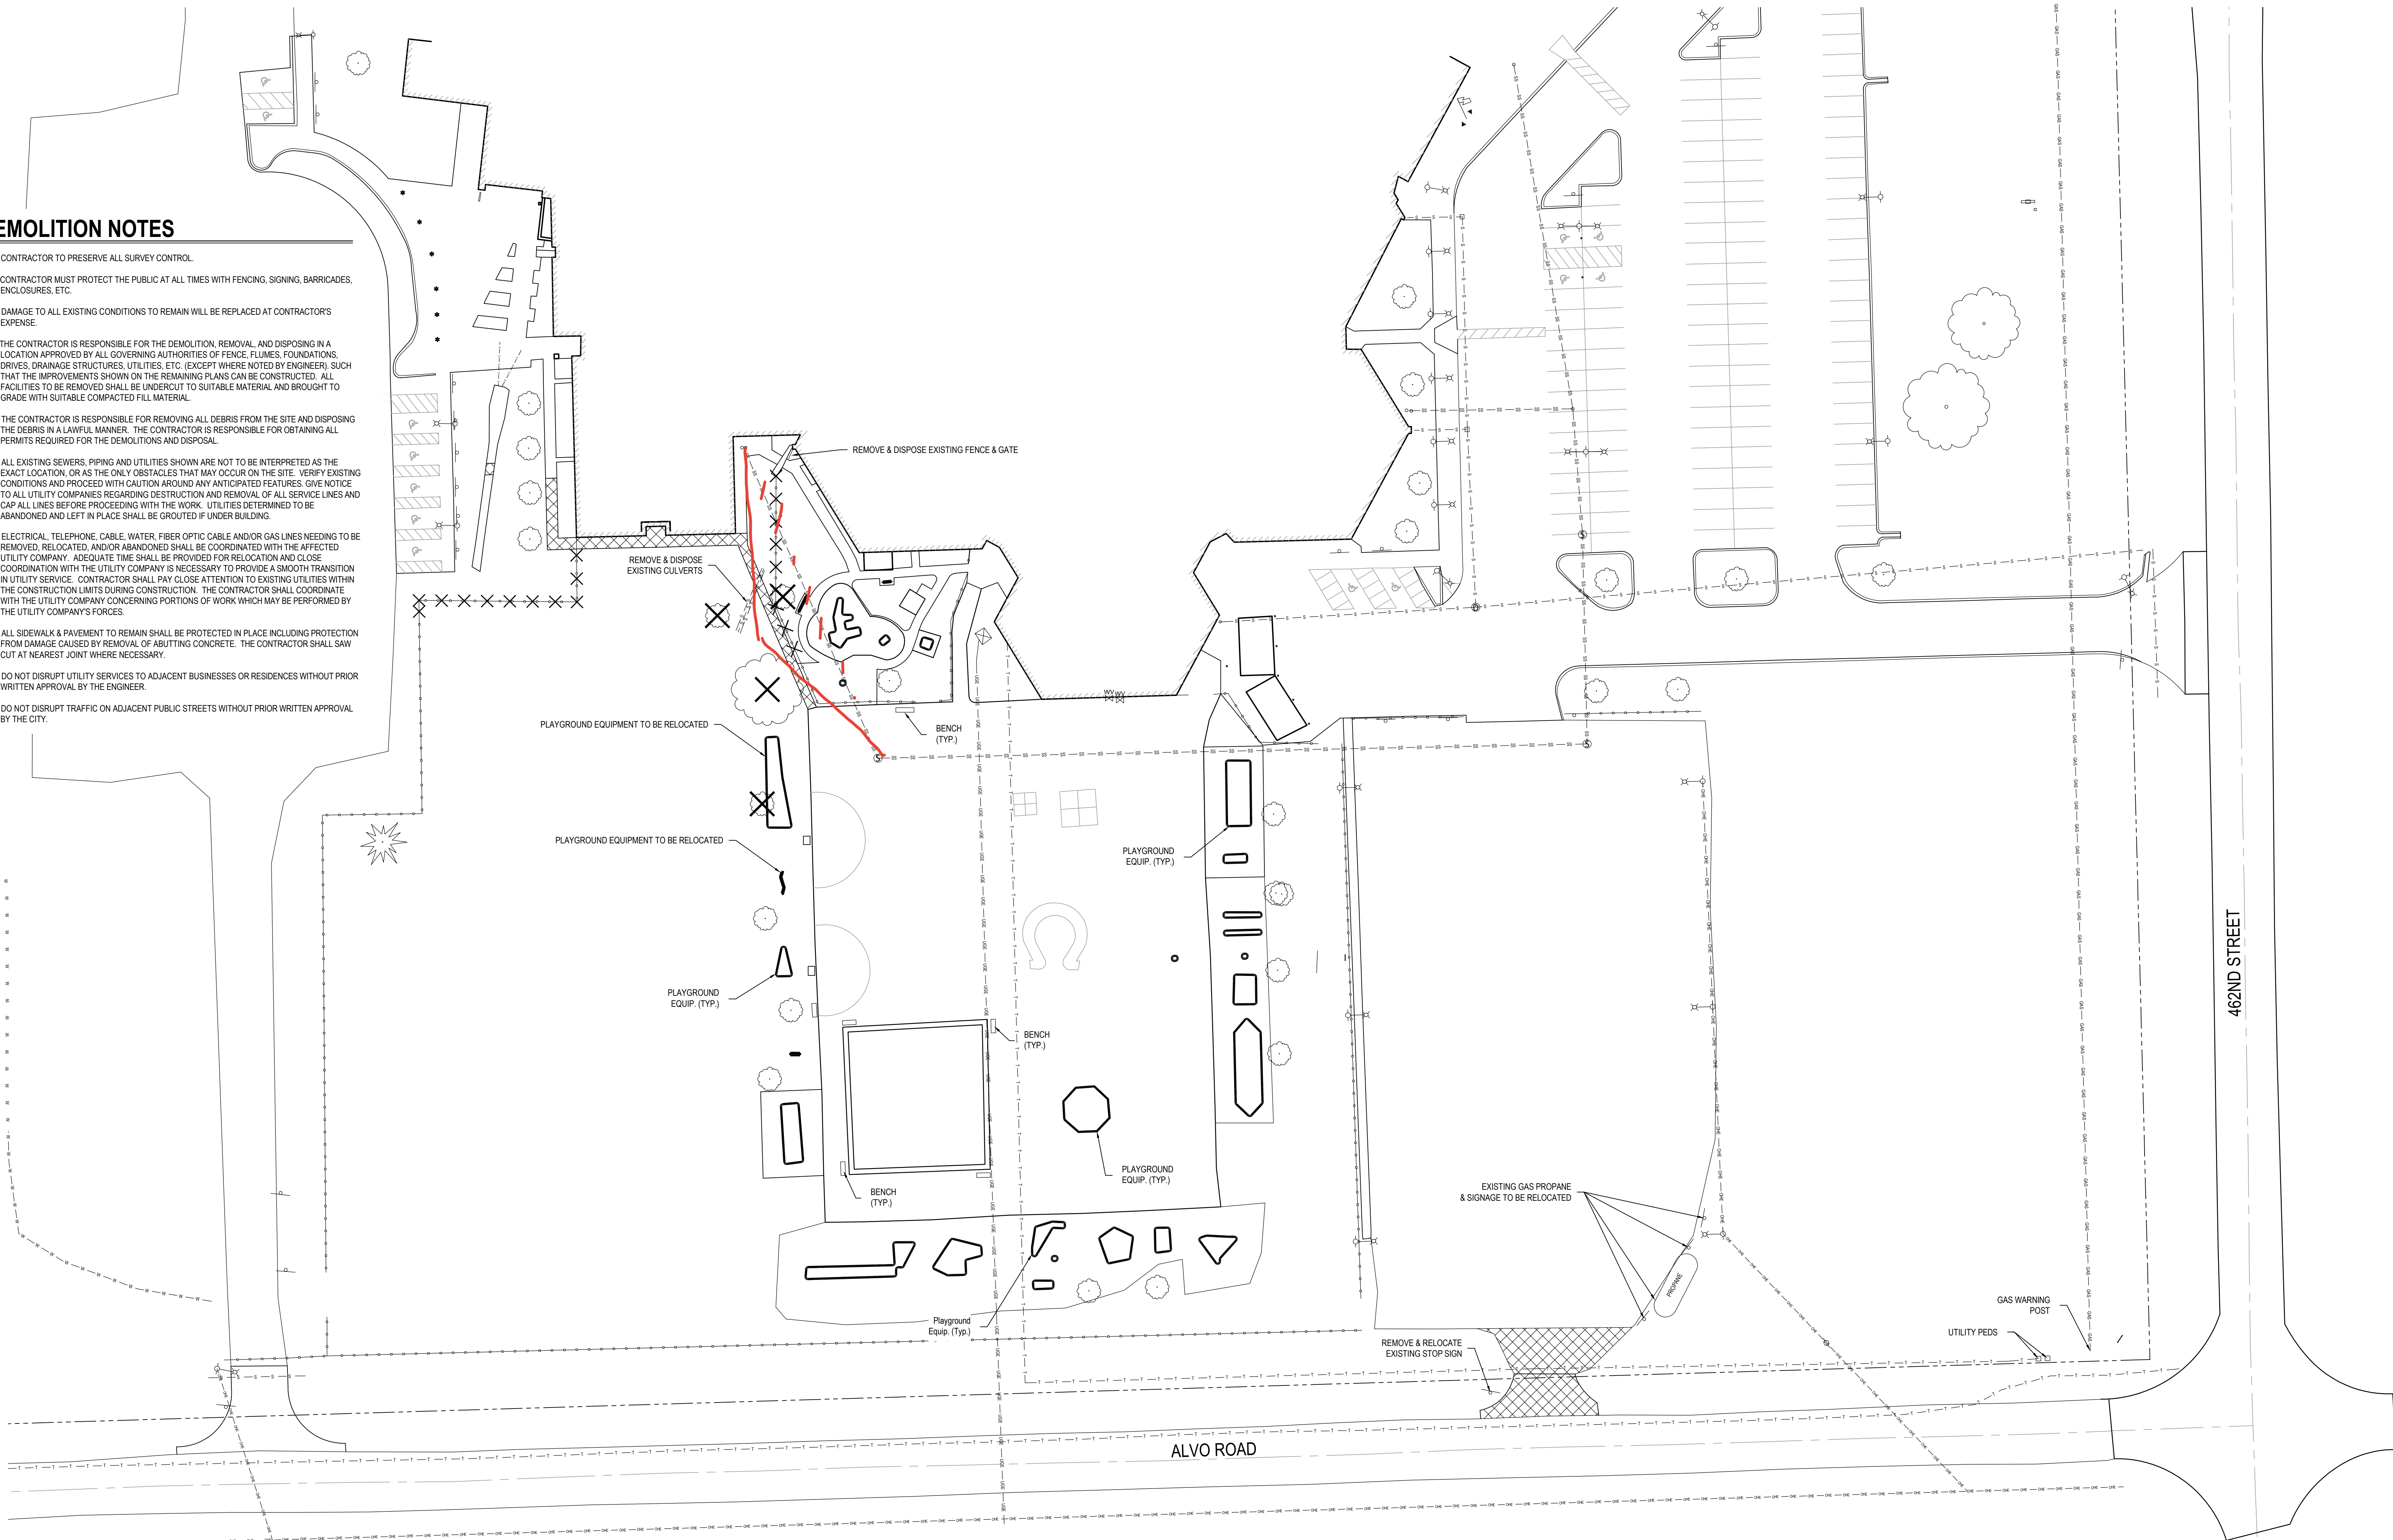 EMOLITION NOTES
CONTRACTOR TO PRESERVE ALL SURVEY CONTROL.
CONTRACTOR MUST PROTECT THE PUBLIC AT ALL TIMES WITH FENCING, SIGNING, BARRICADES,
ENCLOSURES, ETC.
DAMAGE TO ALL EXISTING CONDITIONS TO REMAIN WILL BE REPLACED AT CONTRACTOR'S
EXPENSE.
THE CONTRACTOR IS RESPONSIBLE FOR THE DEMOLITION, REMOVAL, AND DISPOSING IN A
LOCATION APPROVED BY ALL GOVERNING AUTHORITIES OF FENCE, FLUMES, FOUNDATIONS,
DRIVES, DRAINAGE STRUCTURES, UTILITIES, ETC. (EXCEPT WHERE NOTED BY ENGINEER). SUCH
THAT THE IMPROVEMENTS SHOWN ON THE REMAINING PLANS CAN BE CONSTRUCTED. ALL
FACILITIES TO BE REMOVED SHALL BE UNDERCUT TO SUITABLE MATERIAL AND BROUGHT TO
GRADE WITH SUITABLE COMPACTED FILL MATERIAL.
THE CONTRACTOR IS RESPONSIBLE FOR REMOVING ALL DEBRIS FROM THE SITE AND DISPOSING
THE DEBRIS IN A LAWFUL MANNER. THE CONTRACTOR IS RESPONSIBLE FOR OBTAINING ALL
PERMITS REQUIRED FOR THE DEMOLITIONS AND DISPOSAL.
ALL EXISTING SEWERS, PIPING AND UTILITIES SHOWN ARE NOT TO BE INTERPRETED AS THE
EXACT LOCATION, OR AS THE ONLY OBSTACLES THAT MAY OCCUR ON THE SITE. VERIFY EXISTING
CONDITIONS AND PROCEED WITH CAUTION AROUND ANY ANTICIPATED FEATURES. GIVE NOTICE
TO ALL UTILITY COMPANIES REGARDING DESTRUCTION AND REMOVAL OF ALL SERVICE LINES AND
CAP ALL LINES BEFORE PROCEEDING WITH THE WORK. UTILITIES DETERMINED TO BE
ABANDONED AND LEFT IN PLACE SHALL BE GROUTED IF UNDER BUILDING.
ELECTRICAL, TELEPHONE, CABLE, WATER, FIBER OPTIC CABLE AND/OR GAS LINES NEEDING TO BE
REMOVED, RELOCATED, AND/OR ABANDONED SHALL BE COORDINATED WITH THE AFFECTED
UTILITY COMPANY. ADEQUATE TIME SHALL BE PROVIDED FOR RELOCATION AND CLOSE
COORDINATION WITH THE UTILITY COMPANY IS NECESSARY TO PROVIDE A SMOOTH TRANSITION
IN UTILITY SERVICE. CONTRACTOR SHALL PAY CLOSE ATTENTION TO EXISTING UTILITIES WITHIN
THE CONSTRUCTION LIMITS DURING CONSTRUCTION. THE CONTRACTOR SHALL COORDINATE
WITH THE UTILITY COMPANY CONCERNING PORTIONS OF WORK WHICH MAY BE PERFORMED BY
THE UTILITY COMPANY'S FORCES.
ALL SIDEWALK & PAVEMENT TO REMAIN SHALL BE PROTECTED IN PLACE INCLUDING PROTECTION
FROM DAMAGE CAUSED BY REMOVAL OF ABUTTING CONCRETE. THE CONTRACTOR SHALL SAW
CUT AT NEAREST JOINT WHERE NECESSARY.
DO NOT DISRUPT UTILITY SERVICES TO ADJACENT BUSINESSES OR RESIDENCES WITHOUT PRIOR
WRITTEN APPROVAL BY THE ENGINEER.
DO NOT DISRUPT TRAFFIC ON ADJACENT PUBLIC STREETS WITHOUT PRIOR WRITTEN APPROVAL
BY THE CITY.
REMOVE & DISPOSE EXISTING FENCE & GATE
REMOVE & DISPOSE
EXISTING CULVERTS
PLAYGROUND EQUIPMENT TO BE RELOCATED
BENCH
(TYP.)
PLAYGROUND EQUIPMENT TO BE RELOCATED
PLAYGROUND
EQUIP. (TYP.)
PLAYGROUND
EQUIP. (TYP.)
BENCH
(TYP.)
BENCH
(TYP.)
PLAYGROUND
EQUIP. (TYP.)
EXISTING GAS PROPANE
& SIGNAGE TO BE RELOCATED
PROPANE
Playground
Equip. (Typ.)
REMOVE & RELOCATE
EXISTING STOP SIGN
GAS WARNING
POST
UTILITY PEDS
ALVO ROAD
462ND STREET